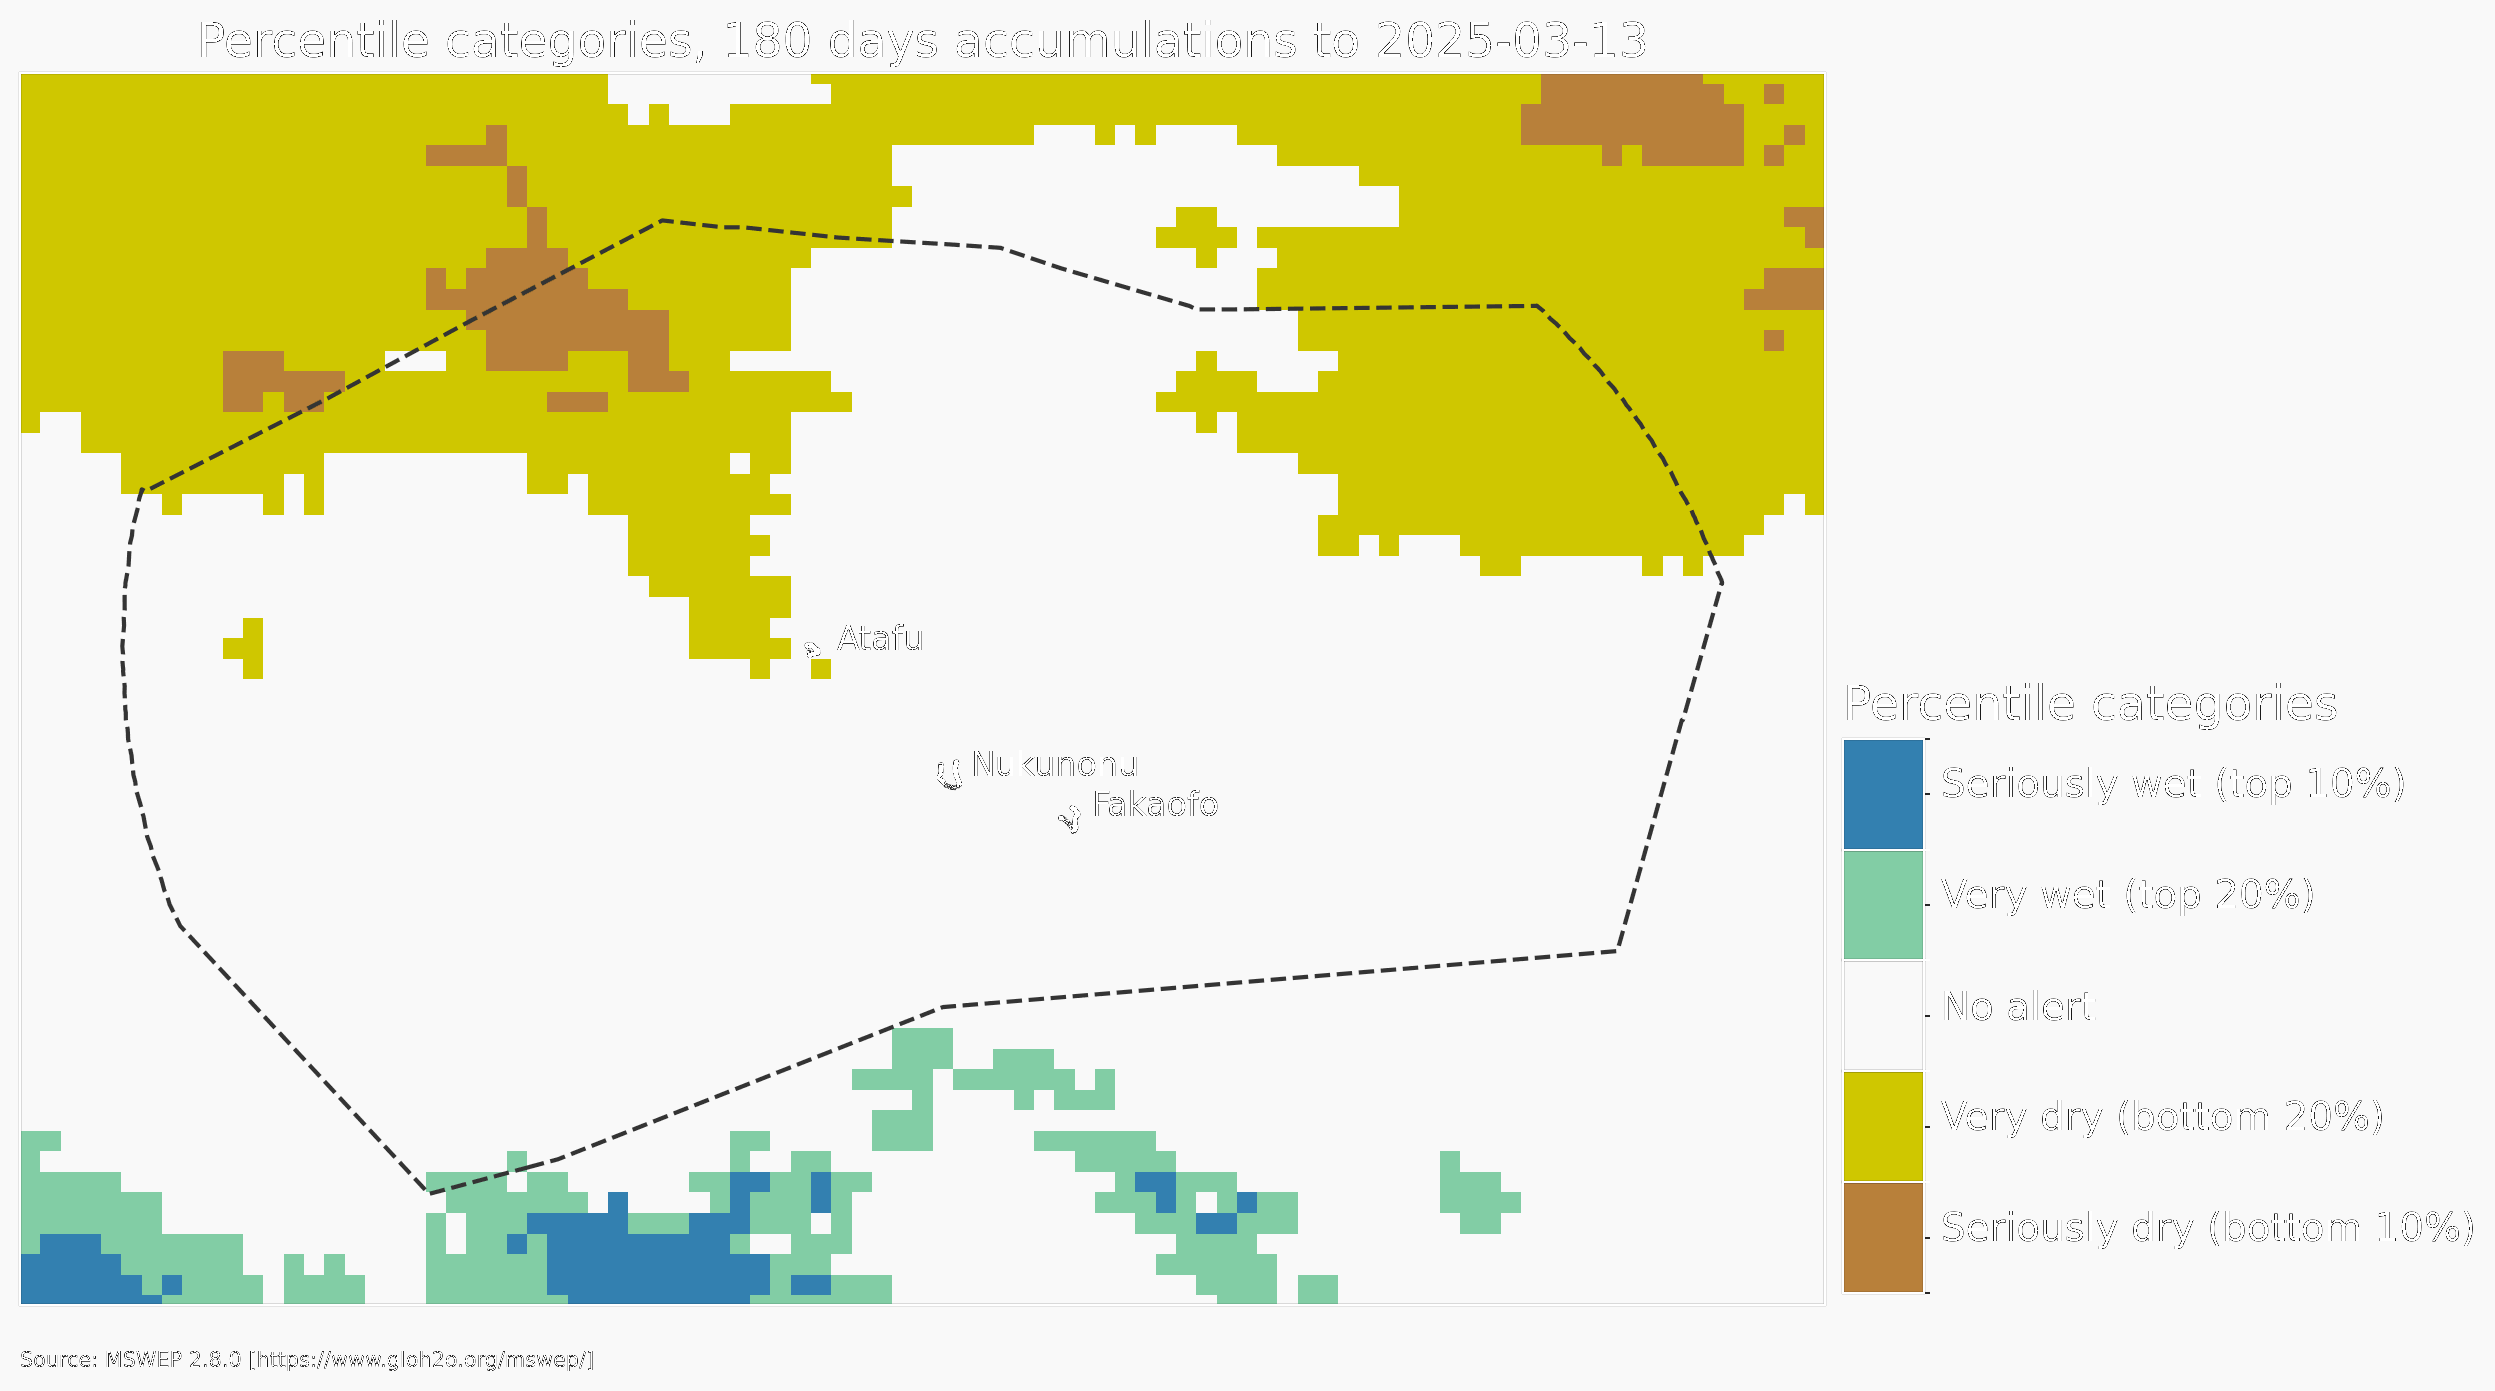 Percentile categories, 180 days accumulations to 2025-03-13
Atafu
Nukunonu
Fakaofo
Percentile categories
Seriously wet (top 10%)
Very wet (top 20%)
No alert
Very dry (bottom 20%)
Seriously dry (bottom 10%)
Source: MSWEP 2.8.0 [https://www.gloh2o.org/mswep/]